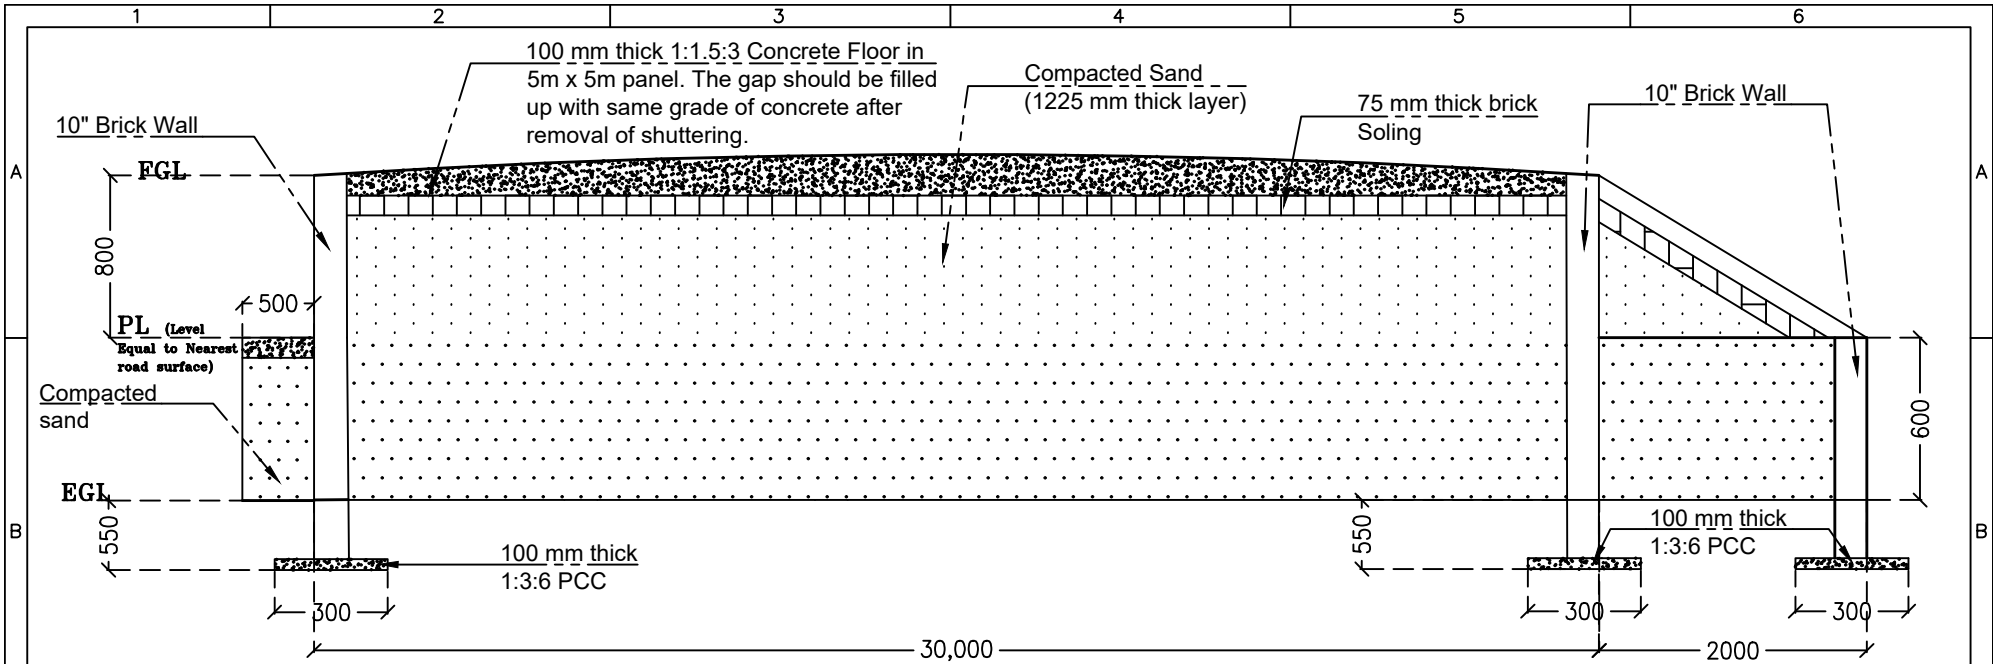 1 2 3 4 5 6
100 mm thick 1:1.5:3 Concrete Floor in
5m x 5m panel. The gap should be filled
up with same grade of concrete after
removal of shuttering.
Compacted Sand
(1225 mm thick layer)
75 mm thick brick
Soling
10" Brick Wall
10" Brick Wall
A
FGL
A
800
500
PL (Level
Equal to Nearest
road surface)
Compacted
sand
600
EGL
B
550
100 mm thick
1:3:6 PCC
550
100 mm thick
1:3:6 PCC
B
300
300
300
30,000
2000